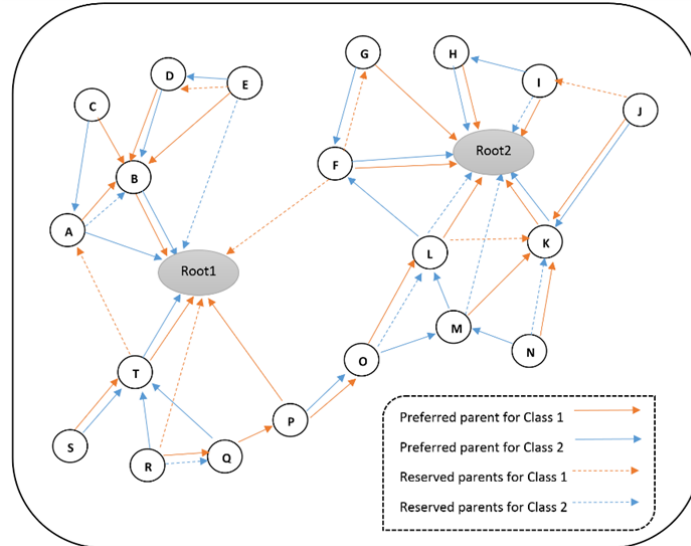 G
H
D
E
I
C
J
Root2
F
B
A
K
L
Root1
M
N
O
T
P
S
Q
R
Preferred parent for Class 1
Preferred parent for Class 2
Reserved parents for Class 1
Reserved parents for Class 2